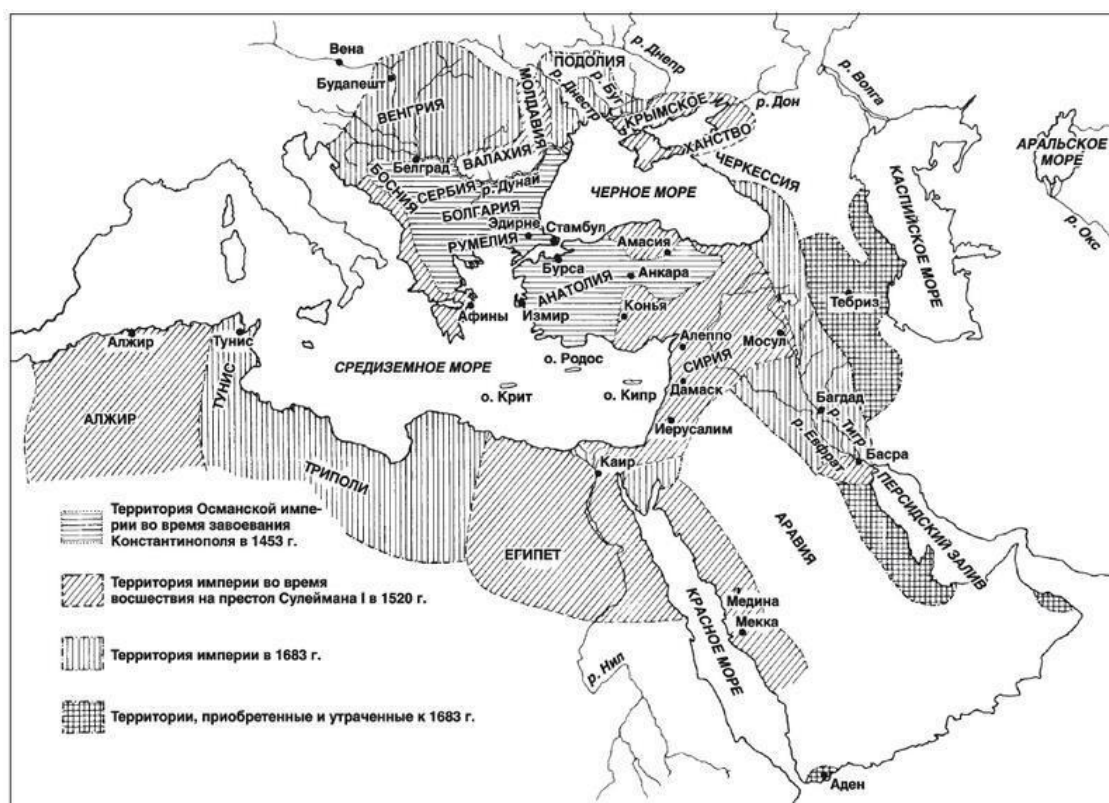 Вена
Будапешт
ВЕНГРИЯ
МОЛДАВИЯ
ПОДОЛИЯ
р. Днепр
р. Буг
р. Днестр
КРЫМСКОЕ
ХАНСТВО
р. Дон
р. Волга
АРАЛЬСКОЕ
МОРЕ
р. Окс
КАСПИЙСКОЕ МОРЕ
ЧЕРКЕССИЯ
ЧЕРНОЕ МОРЕ
ВАЛАХИЯ
Белград
БОСНИЯ
СЕРБИЯ
р. Дунай
БОЛГАРИЯ
Эдирне
Стамбул
РУМЕЛИЯ
Бурса
Амасия
Анкара
АНАТОЛИЯ
Конья
Измир
Афины
Тебриз
Алеппо
Мосул
СИРИЯ
Дамаск
Багдад
р. Тигр
р. Евфрат
Басра
Иерусалим
о. Родос
о. Крит
о. Кипр
СРЕДИЗЕМНОЕ МОРЕ
Алжир
Тунис
ТУНИС
АЛЖИР
ТРИПОЛИ
Каир
ЕГИПЕТ
р. Нил
КРАСНОЕ МОРЕ
АРАВИЯ
ПЕРСИДСКИЙ ЗАЛИВ
Медина
Мекка
Аден
Территория Османской импе-
рии во время завоевания
Константинополя в 1453 г.
Территория империи во время
восшествия на престол Сулеймана I в 1520 г.
Территория империи в 1683 г.
Территории, приобретенные и утраченные к 1683 г.